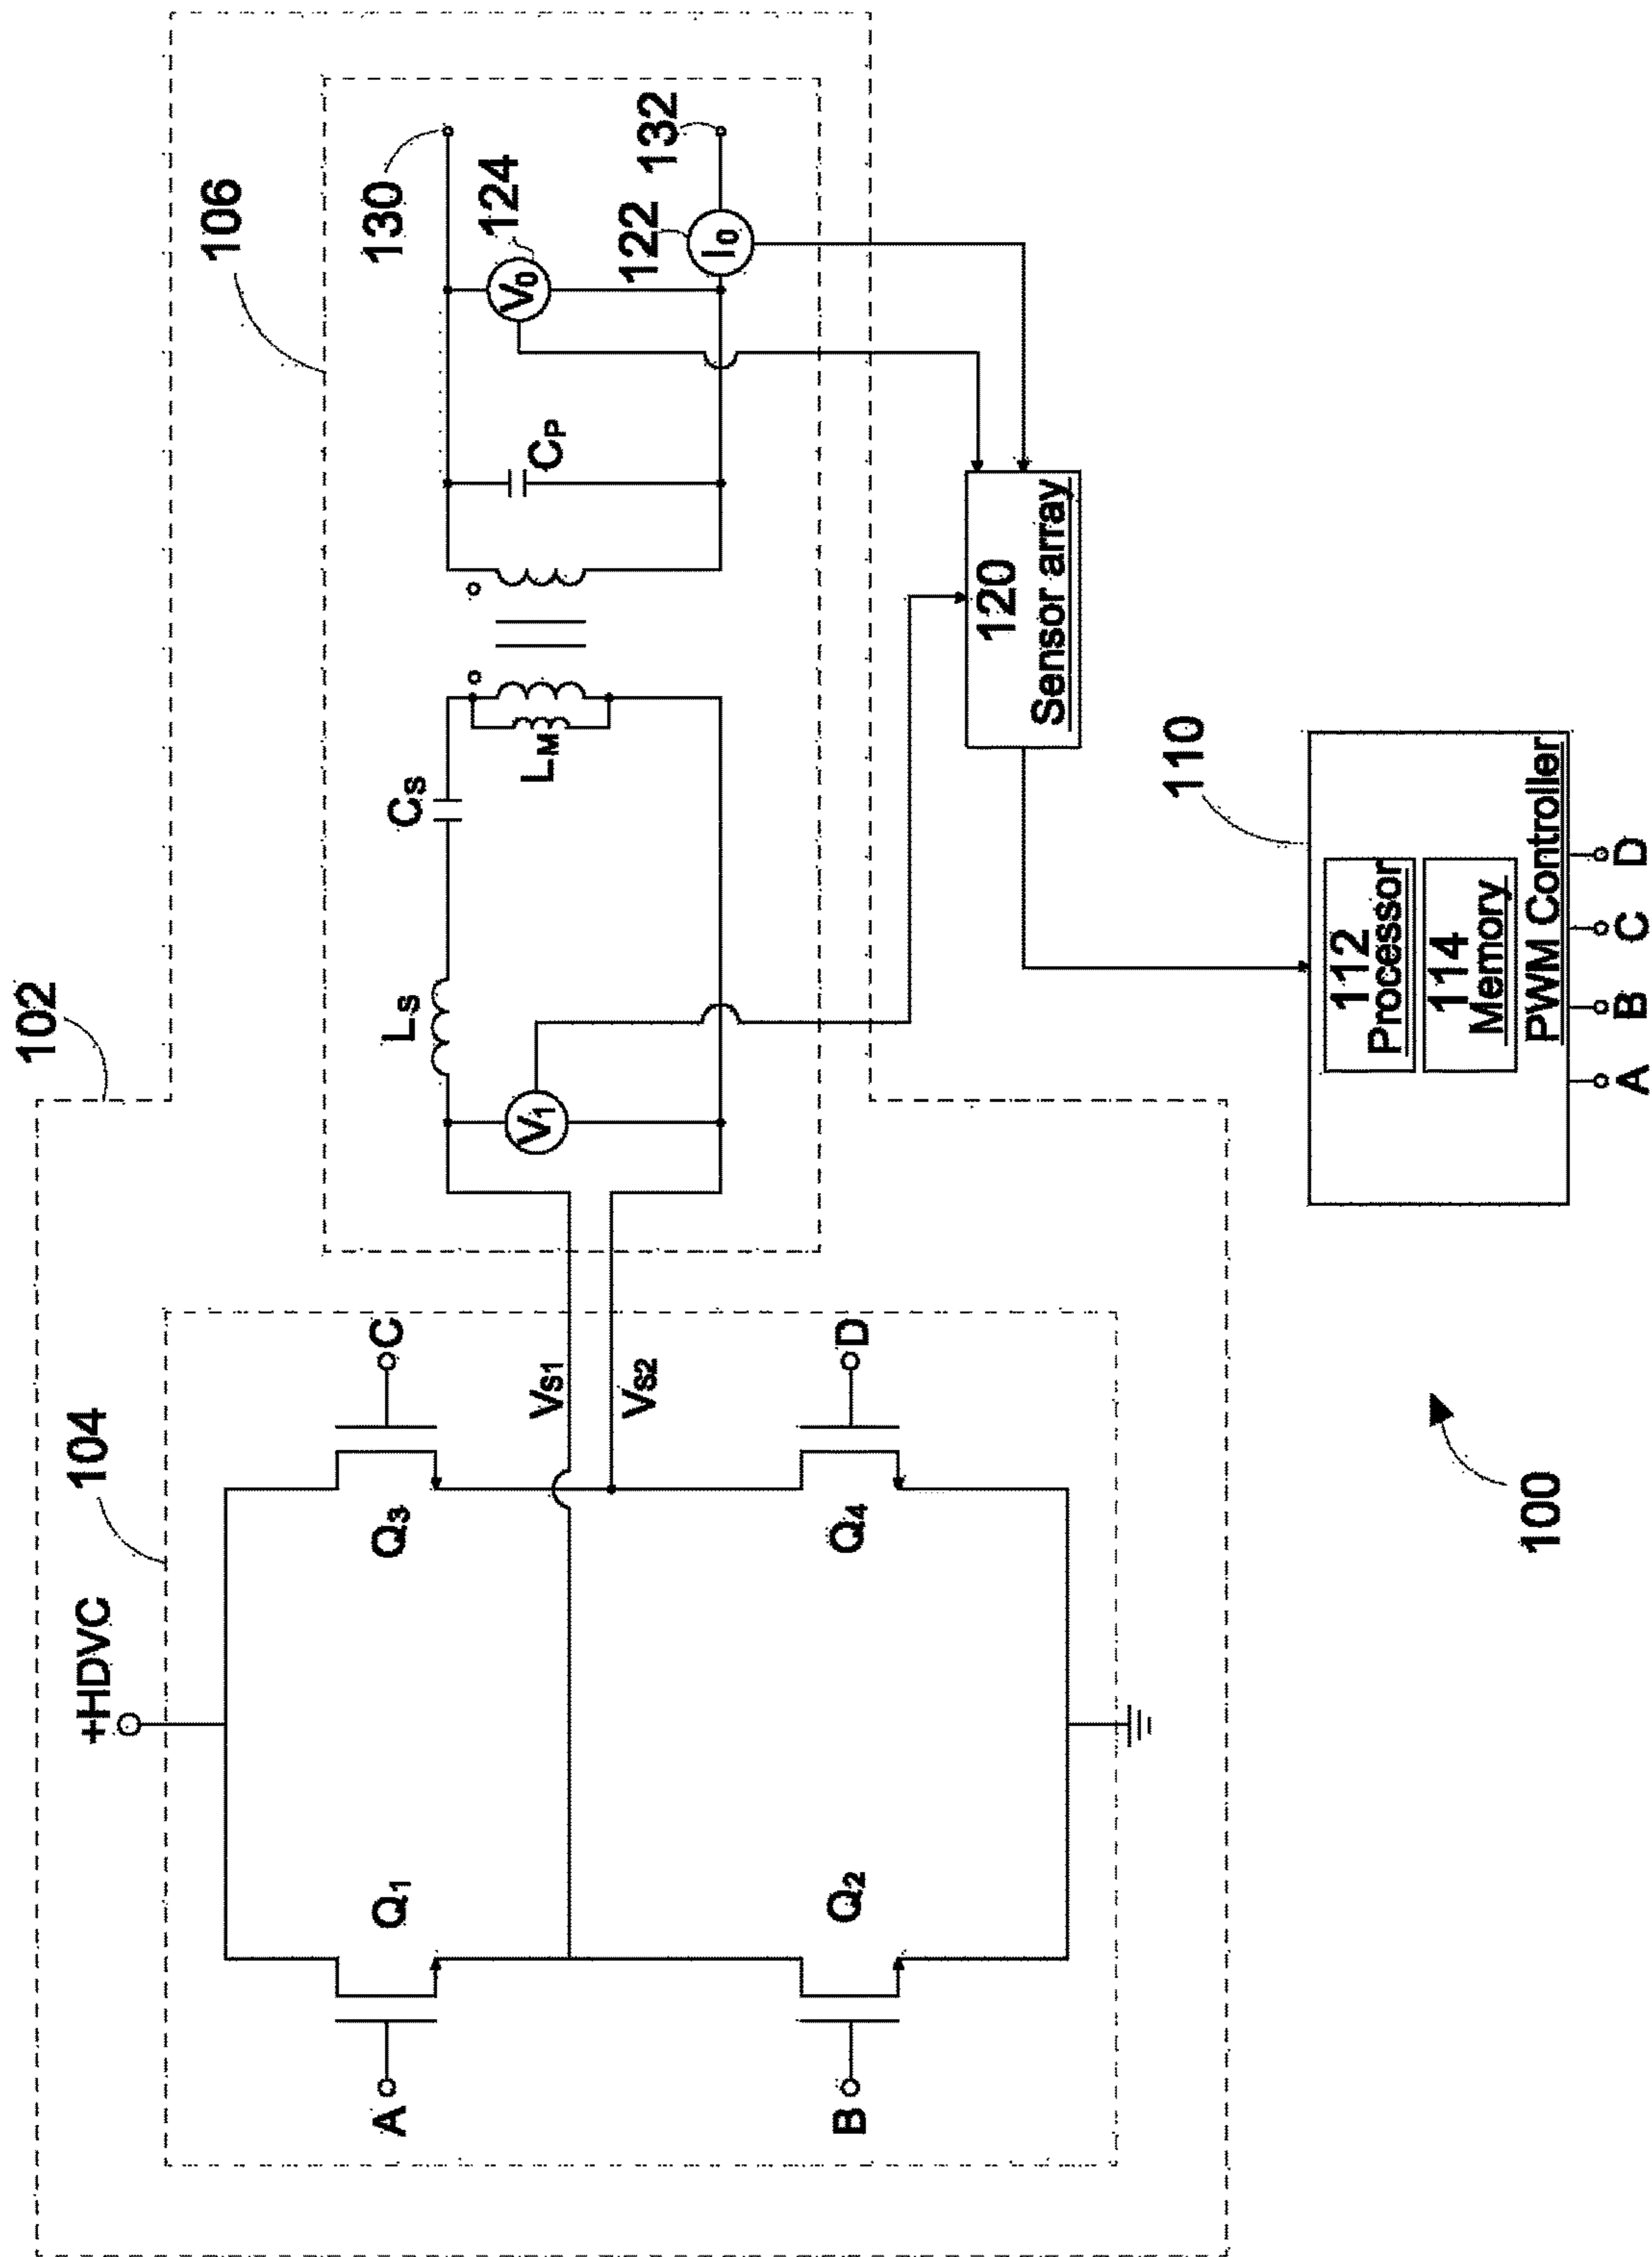 102
+HDVC
104
106
A
Q1
Q3
C
VS1
VS2
B
Q2
Q4
D
LS
CS
LM
V1
CP
130
124
V0
122
I0
132
120
Sensor array
110
112
Processor
114
Memory
PWM Controller
A
B
C
D
100